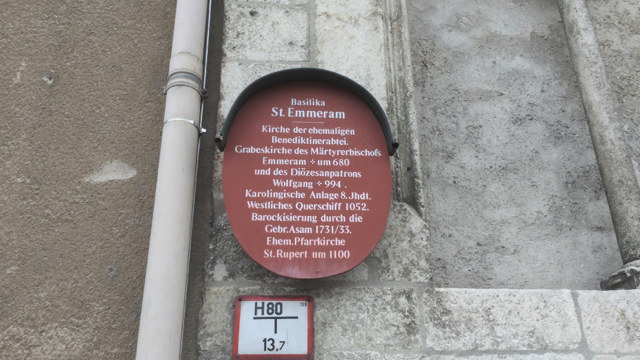 Basilika
St. Emmeram
Kirche der ehemaligen
Benediktinerabtei.
Grabeskirche des Märtyrerbischofs
Emmeram ÷ um 680
und des Diözesanpatrons
Wolfgang ÷ 994.
Karolingische Anlage 8. Jhdt.
Westliches Querschiff 1052.
Barockisierung durch die
Gebr. Asam 1731/33.
Ehem. Pfarrkirche
St. Rupert um 1100
H80
13,7